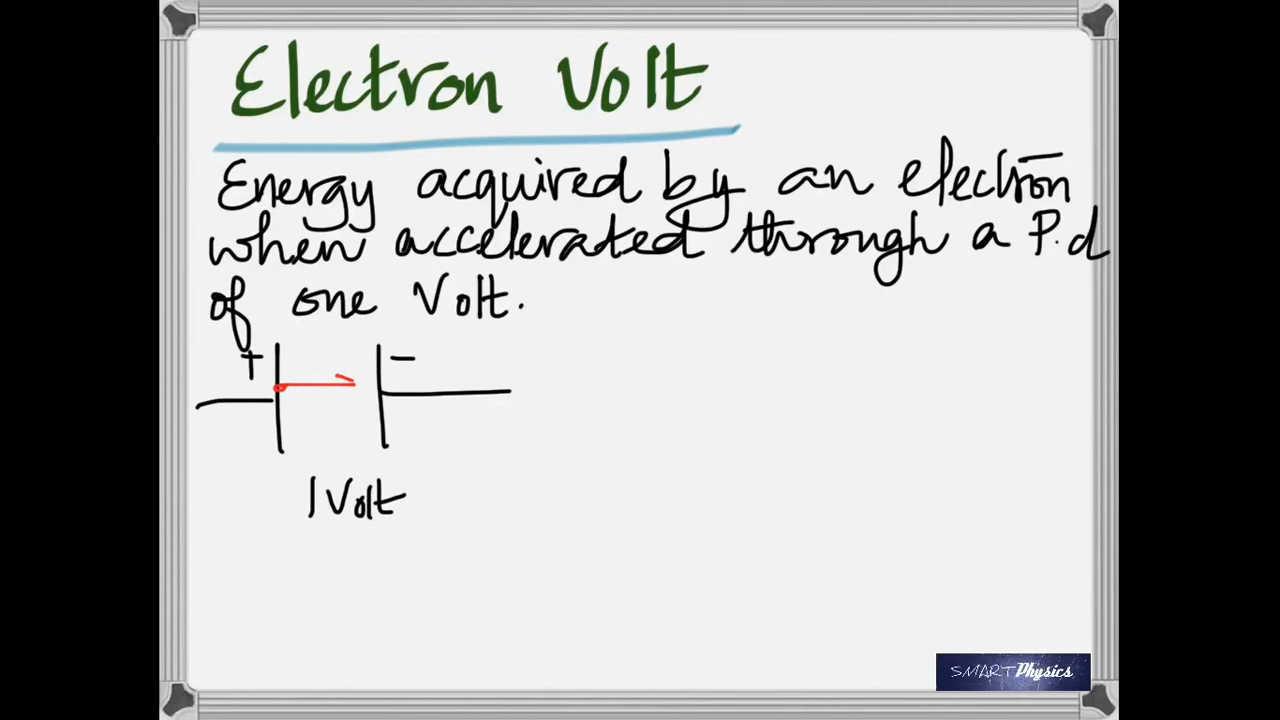 Electron Volt
Energy acquired by an electron
when accelerated through a P.d
of one Volt.
+ −
1 Volt
SMART Physics